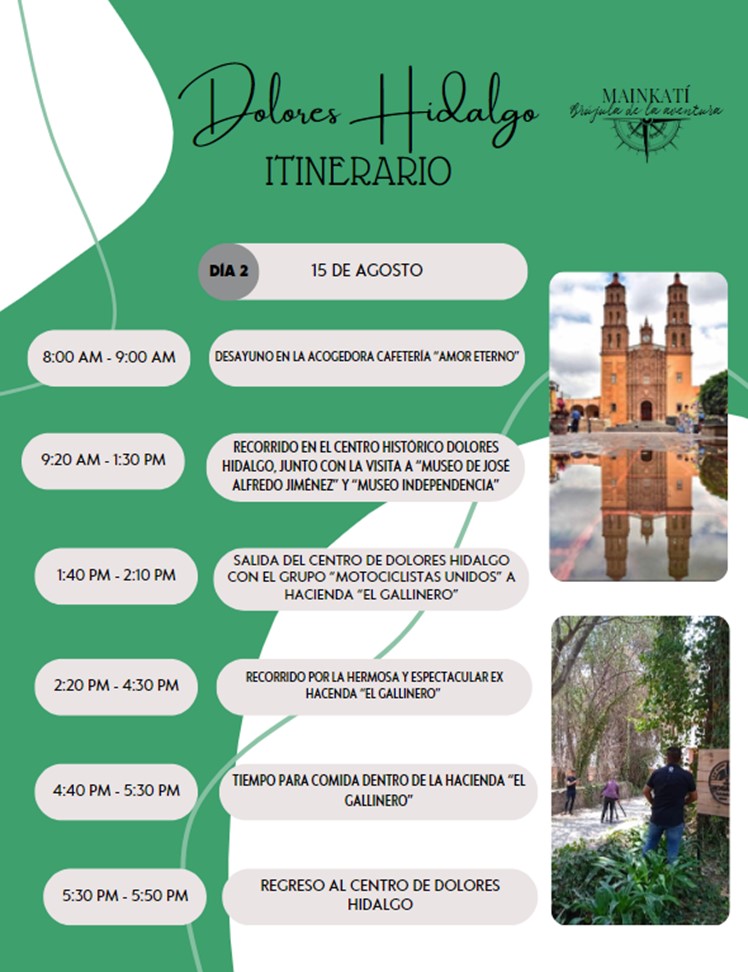 Dolores Hidalgo
ITINERARIO
MAINKATÍ
Brújula de la aventura
DÍA 2
15 DE AGOSTO
8:00 AM - 9:00 AM
DESAYUNO EN LA ACOGEDORA CAFETERÍA "AMOR ETERNO"
9:20 AM - 1:30 PM
RECORRIDO EN EL CENTRO HISTÓRICO DOLORES
HIDALGO, JUNTO CON LA VISITA A "MUSEO DE JOSÉ
ALFREDO JIMÉNEZ" Y "MUSEO INDEPENDENCIA"
1:40 PM - 2:10 PM
SALIDA DEL CENTRO DE DOLORES HIDALGO
CON EL GRUPO "MOTOCICLISTAS UNIDOS" A
HACIENDA "EL GALLINERO"
2:20 PM - 4:30 PM
RECORRIDO POR LA HERMOSA Y ESPECTACULAR EX
HACENDA "EL GALLINERO"
4:40 PM - 5:30 PM
TIEMPO PARA COMIDA DENTRO DE LA HACIENDA "EL
GALLINERO"
5:30 PM - 5:50 PM
REGRESO AL CENTRO DE DOLORES
HIDALGO